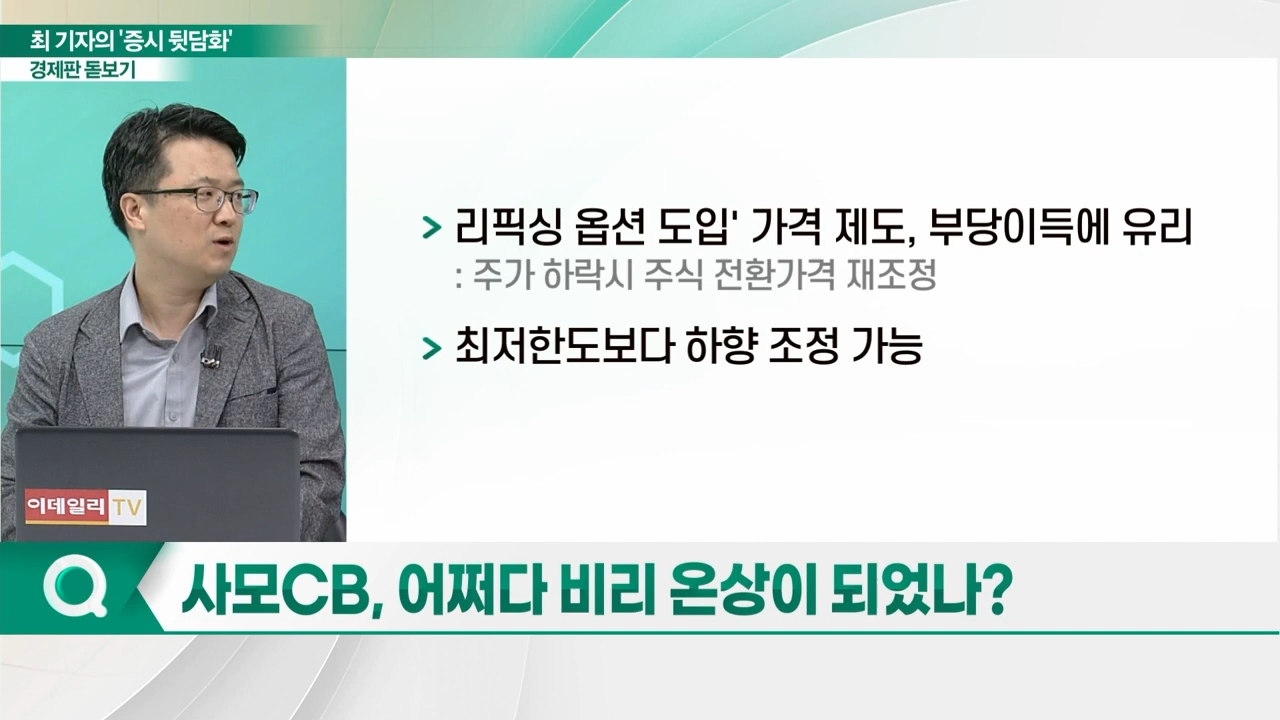 최 기자의 '증시 뒷담화'
경제판 돋보기
> 리픽싱 옵션 도입' 가격 제도, 부당이득에 유리
: 주가 하락시 주식 전환가격 재조정
> 최저한도보다 하향 조정 가능
이데일리 TV
Q 사모CB, 어쩌다 비리 온상이 되었나?